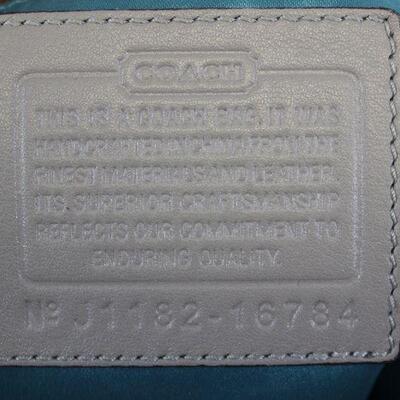 COACH
THIS IS A COACH BAG. IT WAS
HANDCRAFTED IN CHINA FROM THE
FINEST MATERIALS AND LEATHER.
ITS SUPERIOR CRAFTSMANSHIP
REFLECTS OUR COMMITMENT TO
ENDURING QUALITY.
Nº J1182-16784